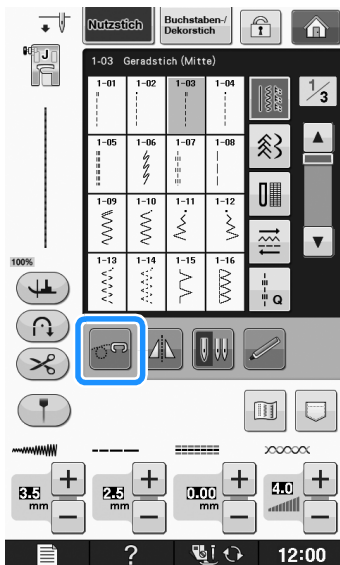 Nutzstich
Buchstaben-/
Dekorstich
J
1-03 Geradstich (Mitte)
1/3
1-01 1-02 1-03 1-04
1-05 1-06 1-07 1-08
1-09 1-10 1-11 1-12
1-13 1-14 1-15 1-16
Q
100%
3.5 mm
2.5 mm
0.00 mm
4.0
?
12:00